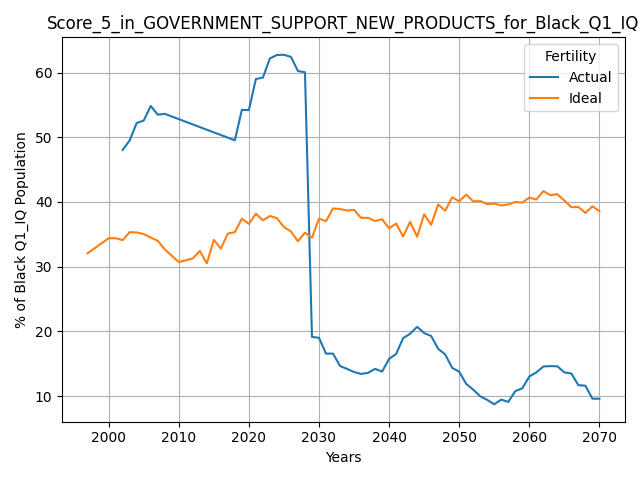 Score_5_in_GOVERNMENT_SUPPORT_NEW_PRODUCTS_for_Black_Q1_IQ
Fertility
Actual
Ideal
% of Black Q1_IQ Population
60
50
40
30
20
10
2000 2010 2020 2030 2040 2050 2060 2070
Years